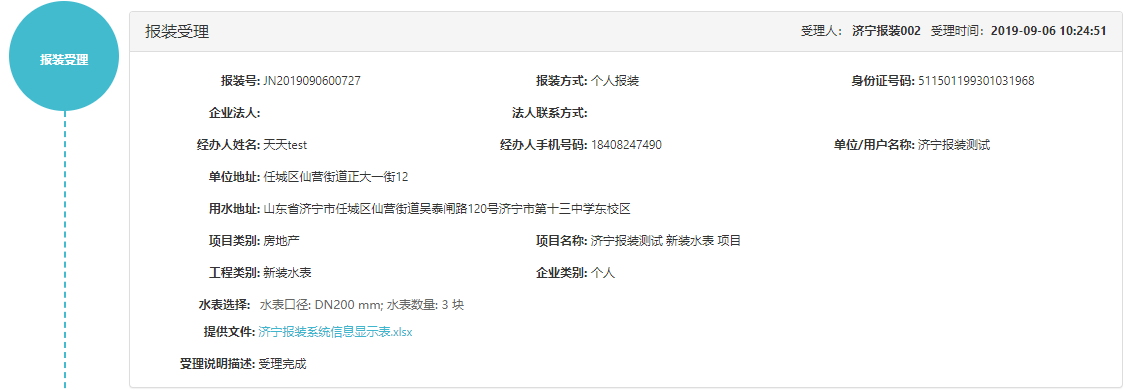 报装受理
报装受理 受理人: 济宁报装002 受理时间: 2019-09-06 10:24:51
报装号: JN2019090600727 报装方式: 个人报装 身份证号码: 511501199301031968
企业法人: 法人联系方式:
经办人姓名: 天天test 经办人手机号码: 18408247490 单位/用户名称: 济宁报装测试
单位地址: 任城区仙营街道正大一街12
用水地址: 山东省济宁市任城区仙营街道吴泰闸路120号济宁市第十三中学东校区
项目类别: 房地产 项目名称: 济宁报装测试 新装水表 项目
工程类别: 新装水表 企业类别: 个人
水表选择: 水表口径: DN200 mm; 水表数量: 3 块
提供文件: 济宁报装系统信息显示表.xlsx
受理说明描述: 受理完成